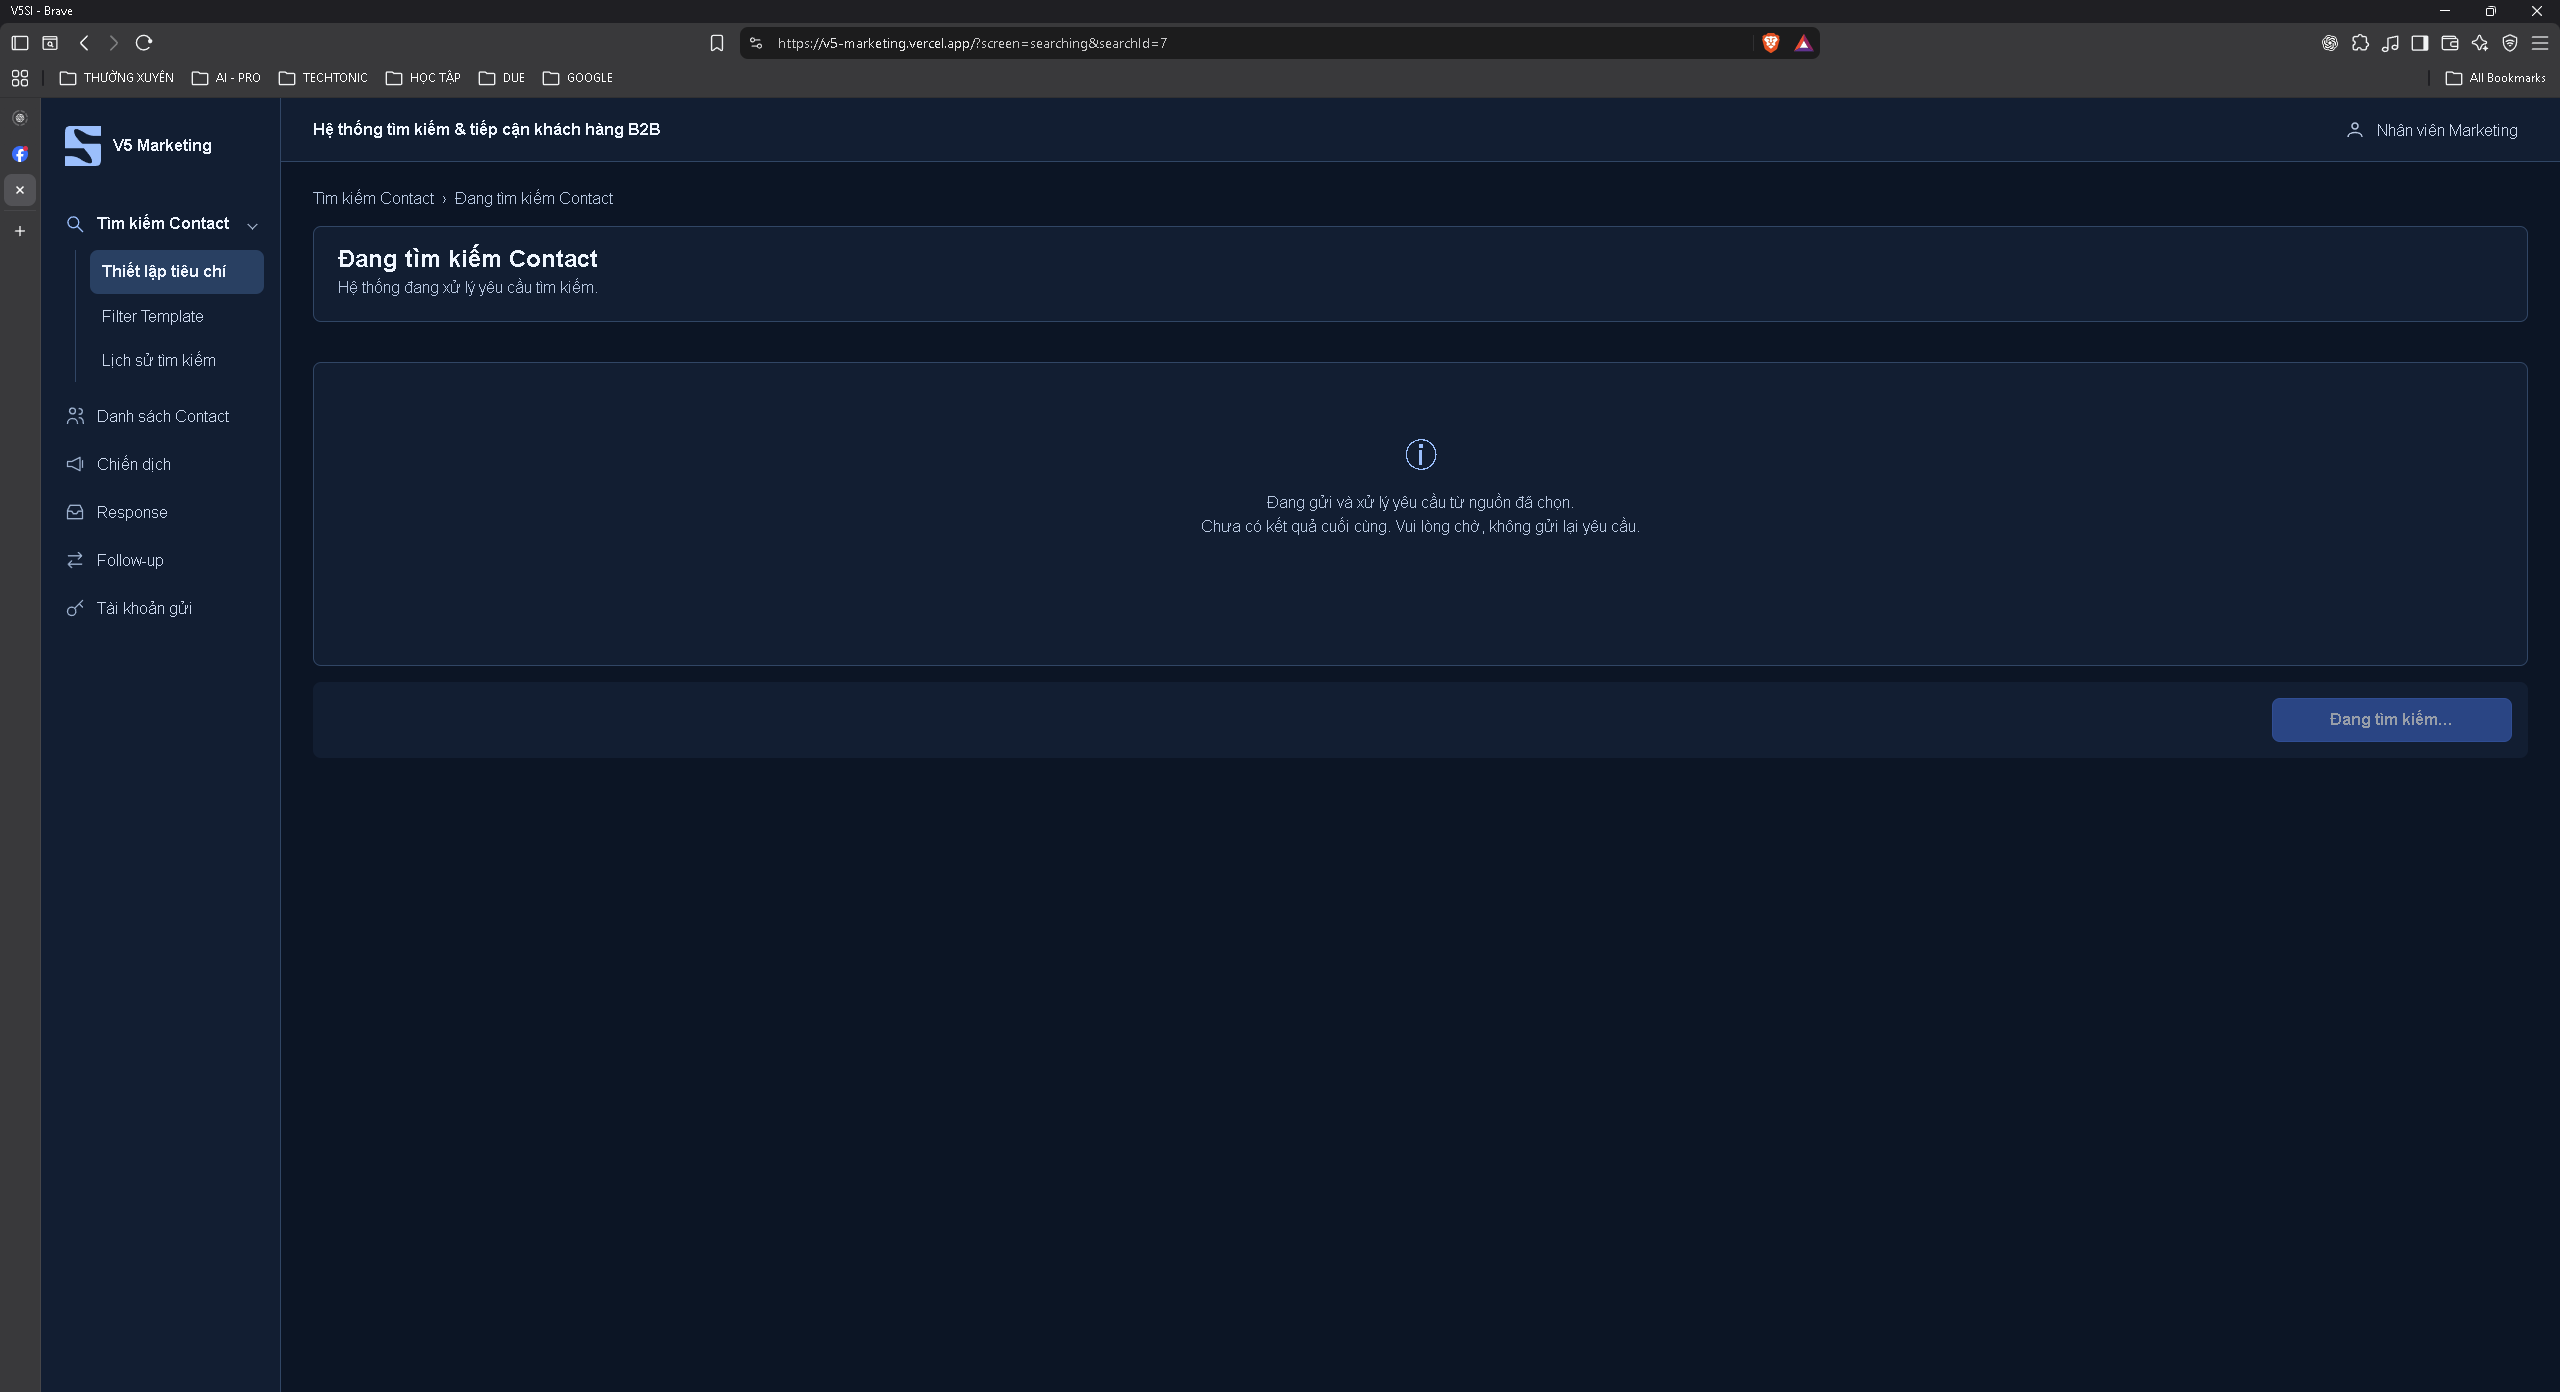 V5SI - Brave
https://v5-marketing.vercel.app/?screen=searching&searchId=7
THƯỜNG XUYÊN
AI - PRO
TECHTONIC
HỌC TẬP
DUE
GOOGLE
All Bookmarks
V5 Marketing
Hệ thống tìm kiếm & tiếp cận khách hàng B2B
Nhân viên Marketing
Tìm kiếm Contact
Thiết lập tiêu chí
Filter Template
Lịch sử tìm kiếm
Danh sách Contact
Chiến dịch
Response
Follow-up
Tài khoản gửi
Tìm kiếm Contact › Đang tìm kiếm Contact
Đang tìm kiếm Contact
Hệ thống đang xử lý yêu cầu tìm kiếm.
Đang gửi và xử lý yêu cầu từ nguồn đã chọn.
Chưa có kết quả cuối cùng. Vui lòng chờ, không gửi lại yêu cầu.
Đang tìm kiếm...